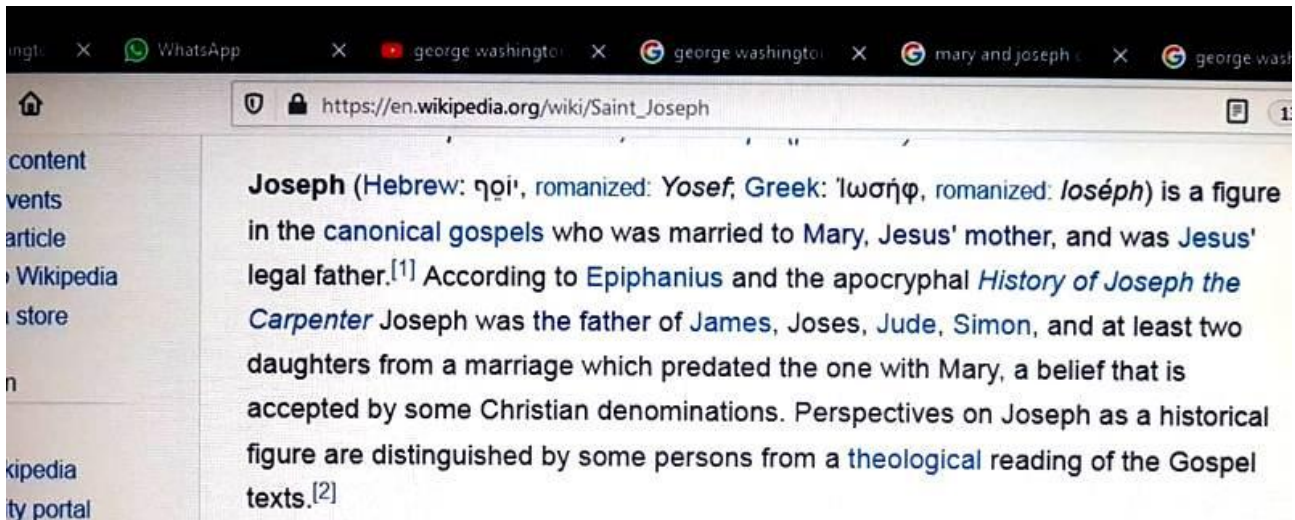 WhatsApp
george washingto
george washingto
mary and joseph
george was
https://en.wikipedia.org/wiki/Saint_Joseph
content
vents
article
Wikipedia
store
n
kipedia
ty portal
Joseph (Hebrew: יוֹסֵף, romanized: Yosef; Greek: Ἰωσήφ, romanized: Ioséph) is a figure
in the canonical gospels who was married to Mary, Jesus' mother, and was Jesus'
legal father.[1] According to Epiphanius and the apocryphal History of Joseph the
Carpenter Joseph was the father of James, Joses, Jude, Simon, and at least two
daughters from a marriage which predated the one with Mary, a belief that is
accepted by some Christian denominations. Perspectives on Joseph as a historical
figure are distinguished by some persons from a theological reading of the Gospel
texts.[2]